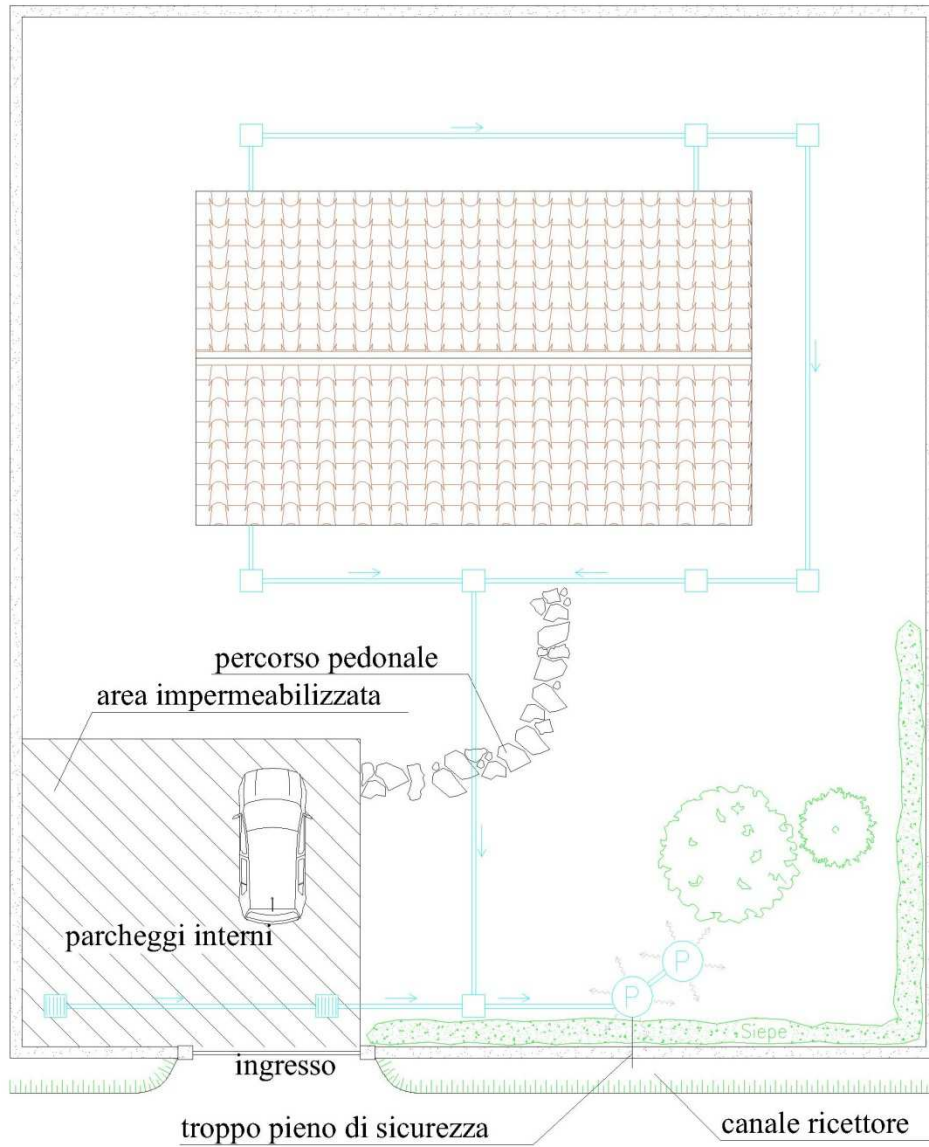 percorso pedonale
area impermeabilizzata
parcheggi interni
P
P
Siepe
ingresso
troppo pieno di sicurezza
canale ricettore